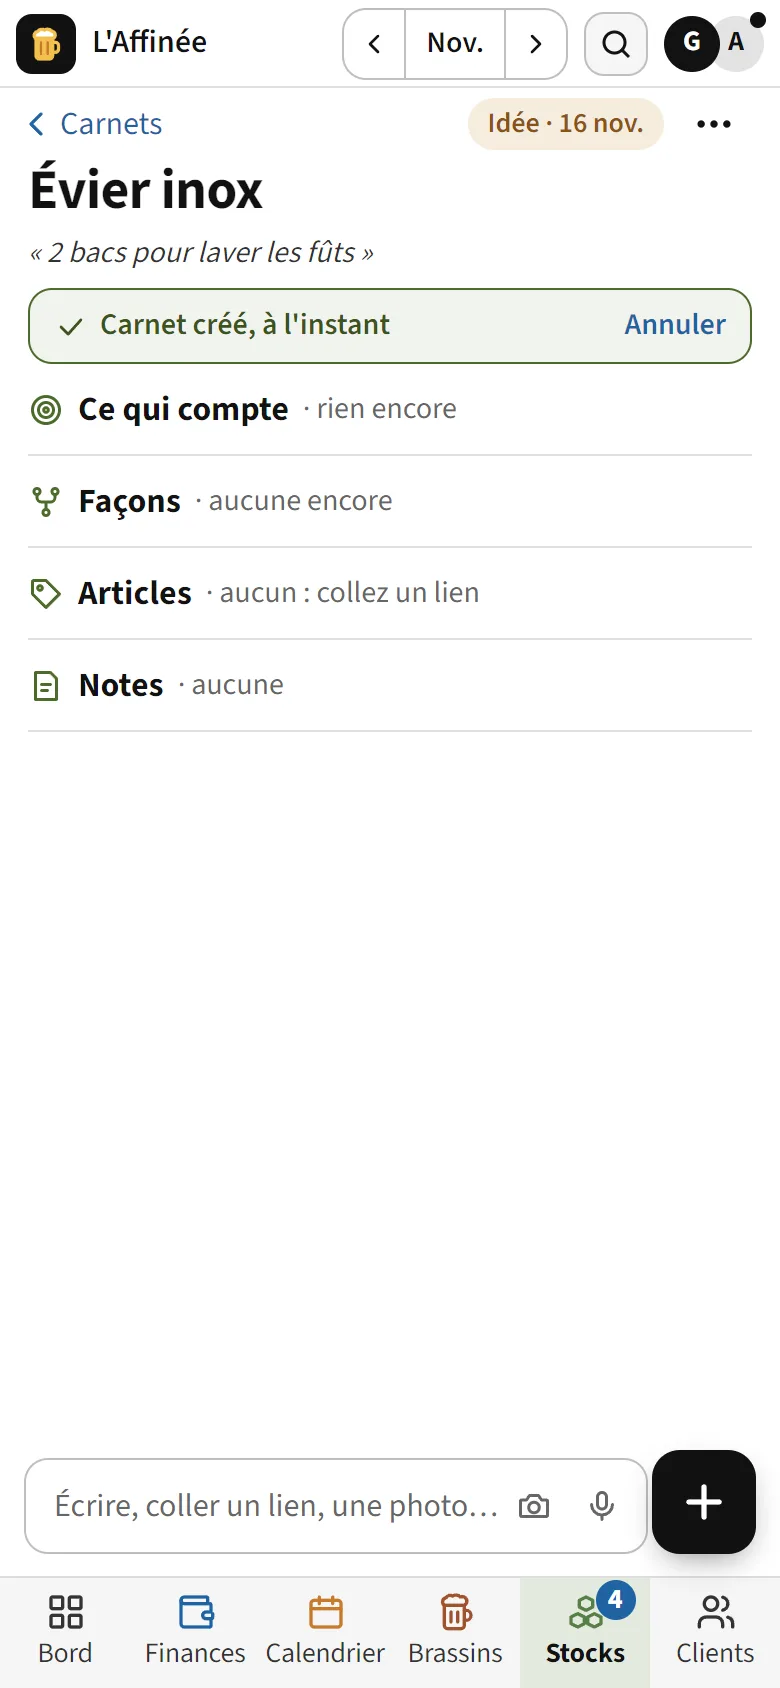 L'Affinée
Nov.
G
A
Carnets
Idée · 16 nov.
Évier inox
« 2 bacs pour laver les fûts »
Carnet créé, à l'instant
Annuler
Ce qui compte · rien encore
Façons · aucune encore
Articles · aucun : collez un lien
Notes · aucune
Écrire, coller un lien, une photo…
4
Bord
Finances
Calendrier
Brassins
Stocks
Clients